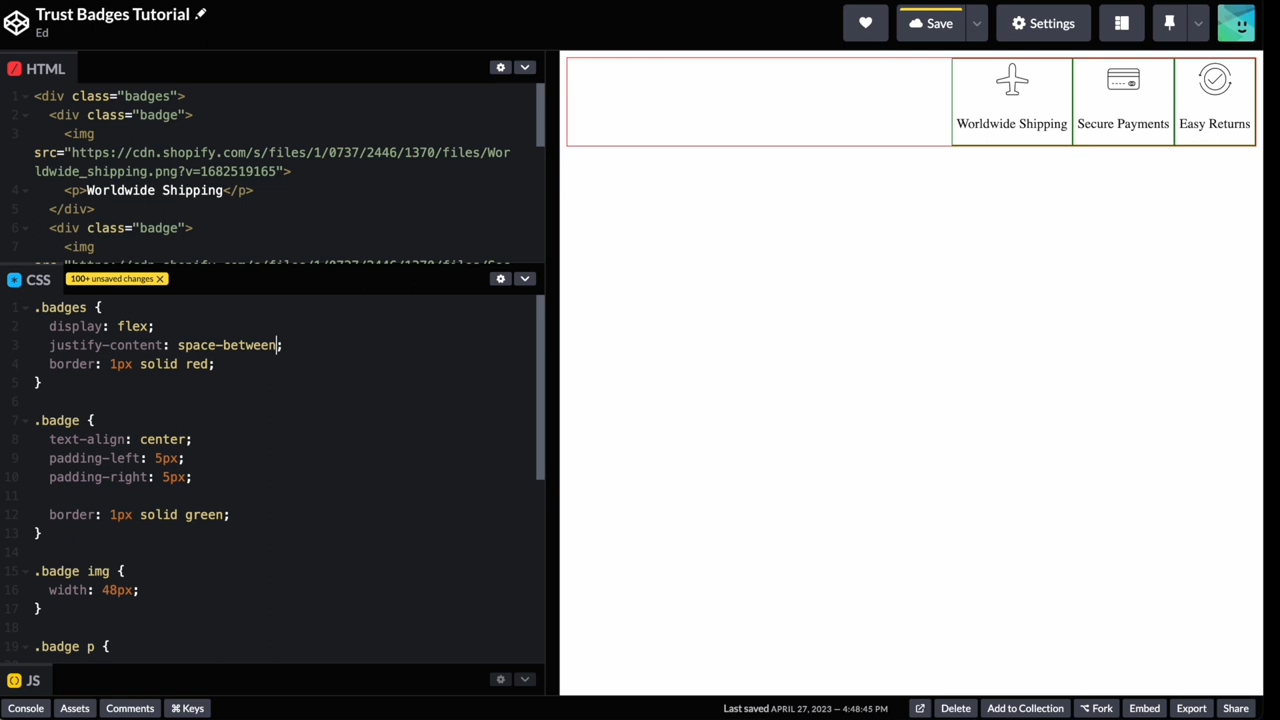 Trust Badges Tutorial
Ed
Save
Settings
HTML
1 <div class="badges">
2 <div class="badge">
3 <img
src="https://cdn.shopify.com/s/files/1/0737/2446/1370/files/Wor
ldwide_shipping.png?v=1682519165">
4 <p>Worldwide Shipping</p>
5 </div>
6 <div class="badge">
7 <img
CSS
100+ unsaved changes X
1 .badges {
2 display: flex;
3 justify-content: space-between;
4 border: 1px solid red;
5 }
6
7 .badge {
8 text-align: center;
9 padding-left: 5px;
10 padding-right: 5px;
11
12 border: 1px solid green;
13 }
14
15 .badge img {
16 width: 48px;
17 }
18
19 .badge p {
JS
Worldwide Shipping
Secure Payments
Easy Returns
Console
Assets
Comments
⌘ Keys
Last saved APRIL 27, 2023 — 4:48:45 PM
Delete
Add to Collection
Fork
Embed
Export
Share